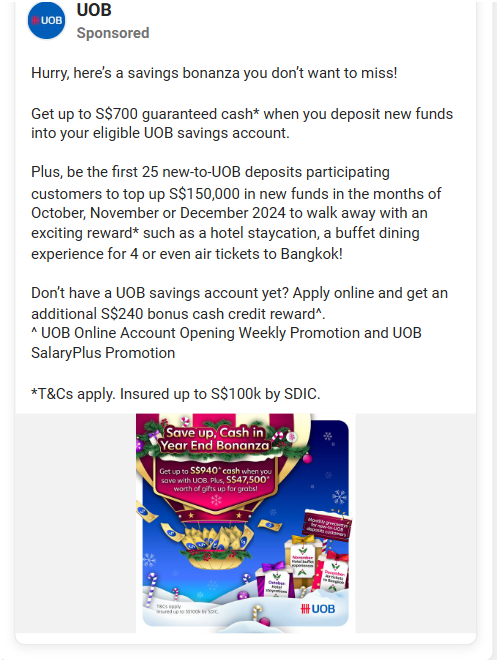 UOB
UOB
Sponsored
Hurry, here’s a savings bonanza you don’t want to miss!
Get up to S$700 guaranteed cash* when you deposit new funds
into your eligible UOB savings account.
Plus, be the first 25 new-to-UOB deposits participating
customers to top up S$150,000 in new funds in the months of
October, November or December 2024 to walk away with an
exciting reward* such as a hotel staycation, a buffet dining
experience for 4 or even air tickets to Bangkok!
Don’t have a UOB savings account yet? Apply online and get an
additional S$240 bonus cash credit reward^.
^ UOB Online Account Opening Weekly Promotion and UOB
SalaryPlus Promotion
*T&Cs apply. Insured up to S$100k by SDIC.
Save up, Cash in
Year End Bonanza
Get up to S$940^ cash when you
save with UOB. Plus, S$47,500*
worth of gifts up for grabs!
Monthly giveaways
for new-to-UOB
deposits customers
November:
Hotel buffet
experiences
December:
Air tickets
to Bangkok
October:
Hotel
staycations
T&Cs apply
Insured up to S$100k by SDIC.
UOB